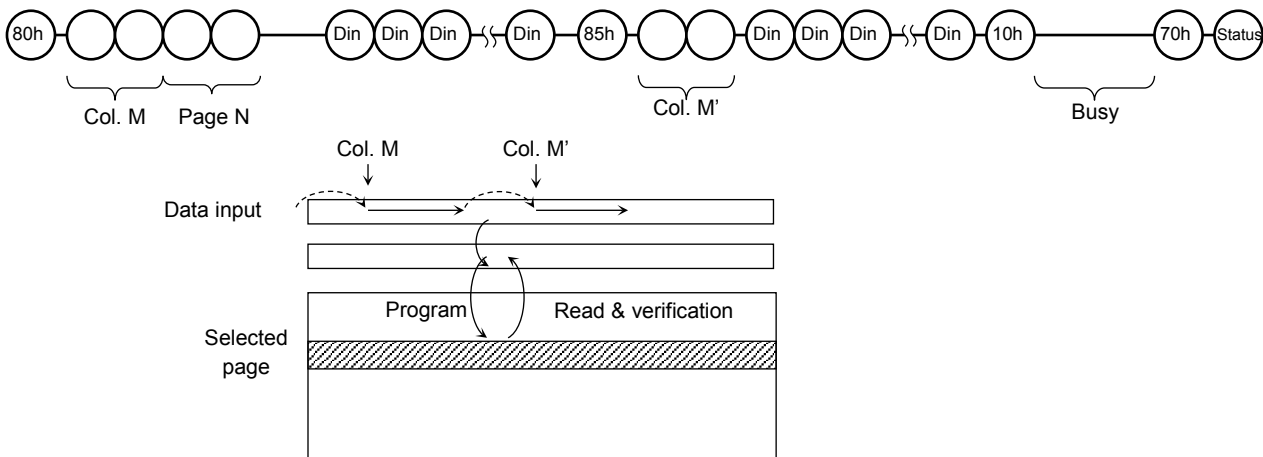 80h Din Din Din Din 85h Din Din Din Din 10h 70h Status
Col. M Page N Col. M’ Busy
Col. M Col. M’
Data input
Program Read & verification
Selected
page